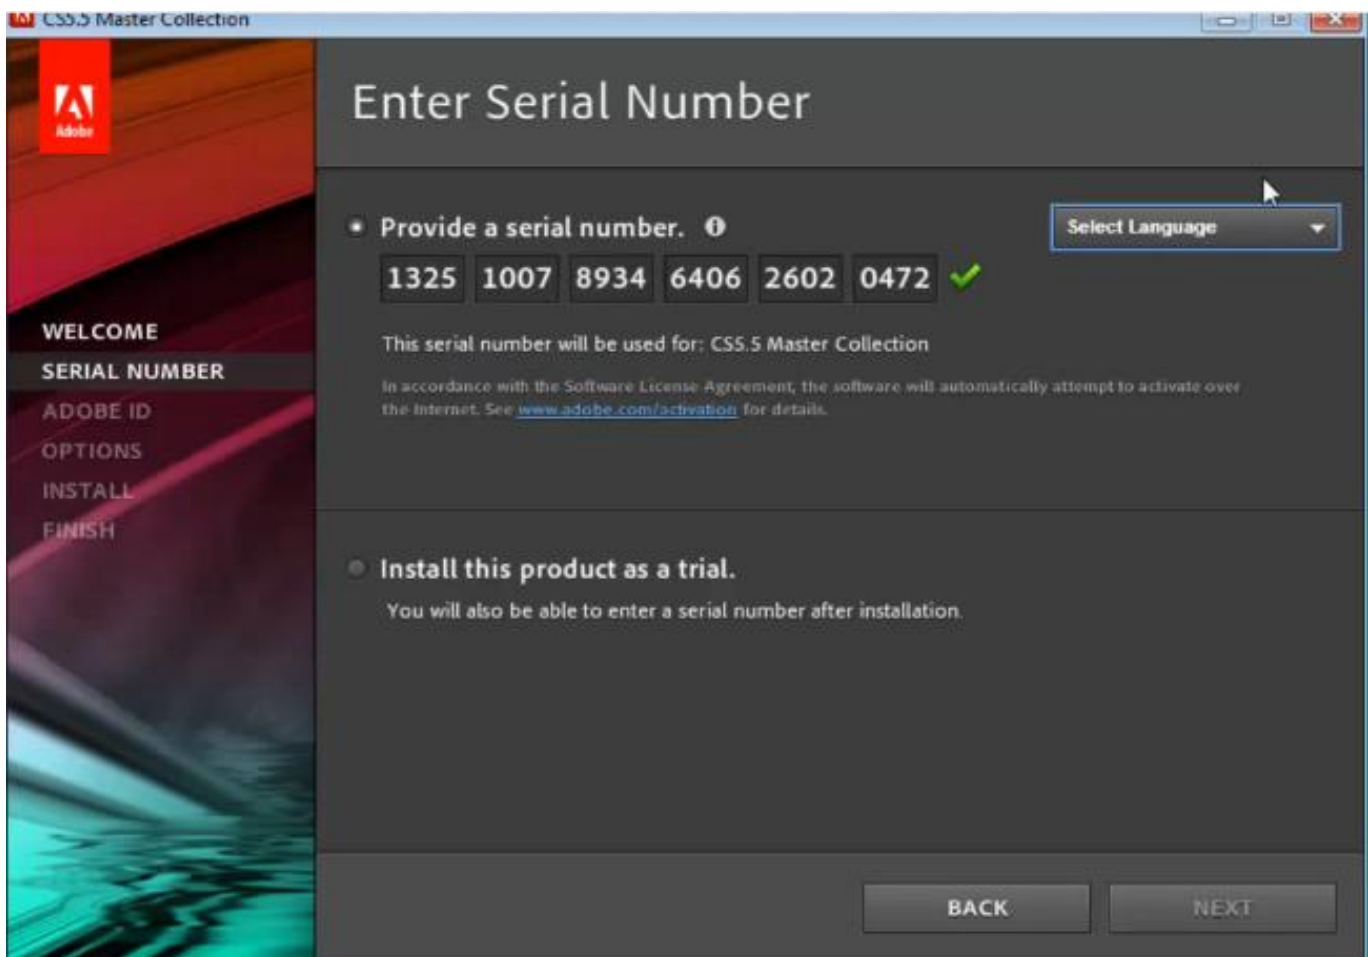 CS5.5 Master Collection
Adobe
Enter Serial Number
Provide a serial number.
Select Language
1325 1007 8934 6406 2602 0472
This serial number will be used for: CS5.5 Master Collection
In accordance with the Software License Agreement, the software will automatically attempt to activate over
the Internet. See www.adobe.com/activation for details.
WELCOME
SERIAL NUMBER
ADOBE ID
OPTIONS
INSTALL
FINISH
Install this product as a trial.
You will also be able to enter a serial number after installation.
BACK
NEXT